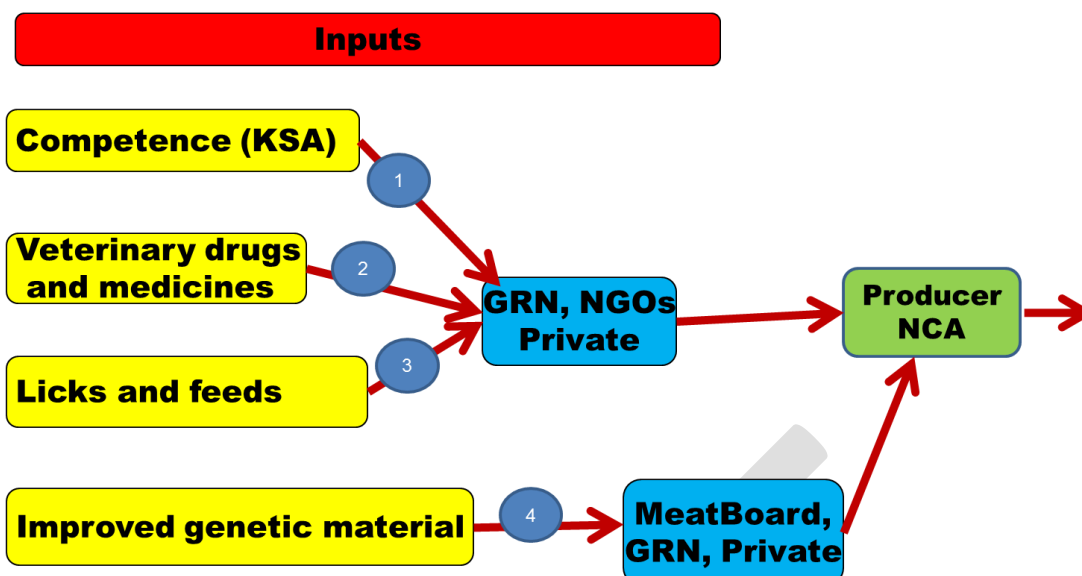 Inputs
Competence (KSA)
1
Veterinary drugs
and medicines
2
GRN, NGOs
Private
Producer
NCA
Licks and feeds
3
Improved genetic material
4
MeatBoard,
GRN, Private